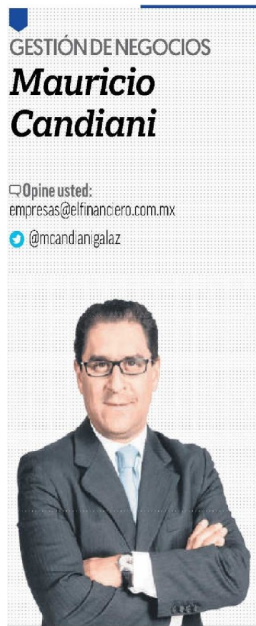 GESTIÓN DE NEGOCIOS
Mauricio
Candiani
Opine usted:
empresas@elfinanciero.com.mx
@mcandianigalaz